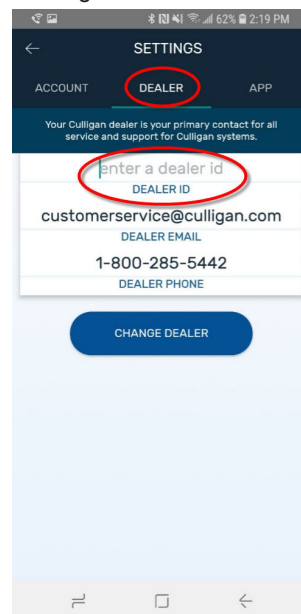 62% 2:19 PM
SETTINGS
ACCOUNT DEALER APP
Your Culligan dealer is your primary contact for all
service and support for Culligan systems.
enter a dealer id
DEALER ID
customerservice@culligan.com
DEALER EMAIL
1-800-285-5442
DEALER PHONE
CHANGE DEALER